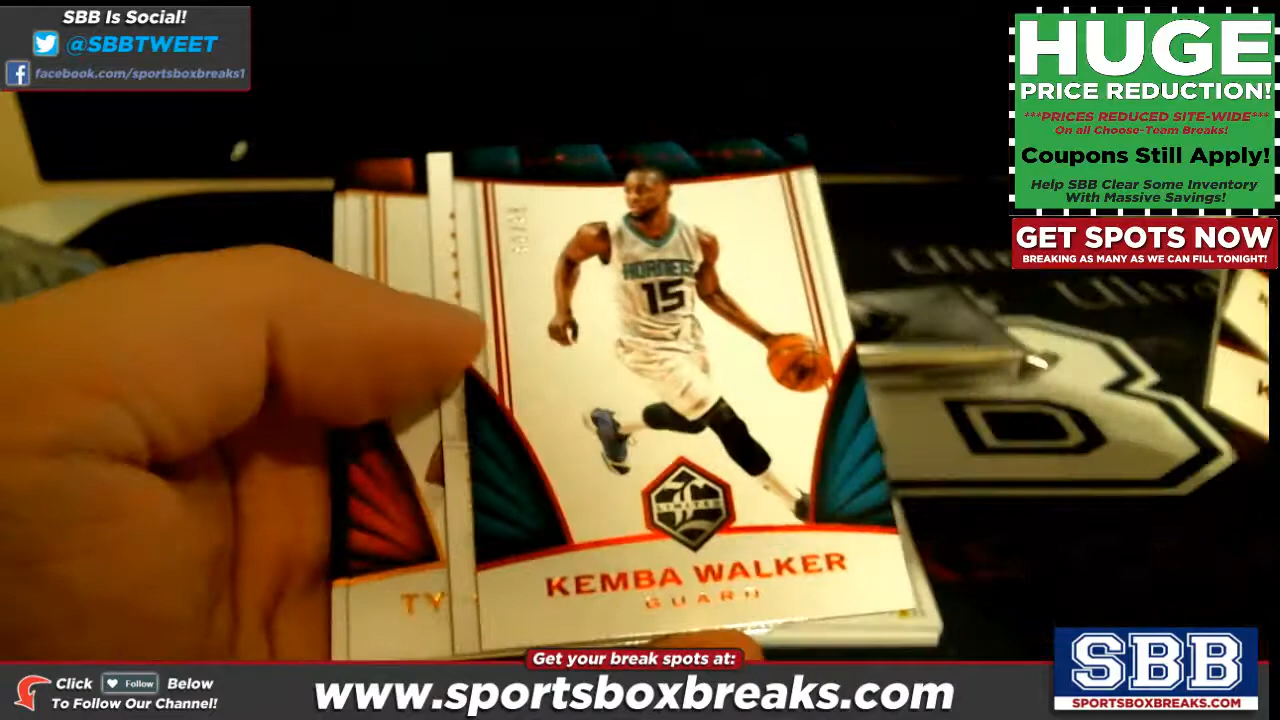 SBB Is Social!
@SBBTWEET
facebook.com/sportsboxbreaks1
HUGE
PRICE REDUCTION!
***PRICES REDUCED SITE-WIDE***
On all Choose-Team Breaks!
Coupons Still Apply!
Help SBB Clear Some Inventory
With Massive Savings!
GET SPOTS NOW
BREAKING AS MANY AS WE CAN FILL TONIGHT!
Ultra
HORNETS
15
LIMITED
KEMBA WALKER
GUARD
TY
D
Get your break spots at:
Click Follow Below
To Follow Our Channel!
www.sportsboxbreaks.com
SBB
SPORTSBOXBREAKS.COM